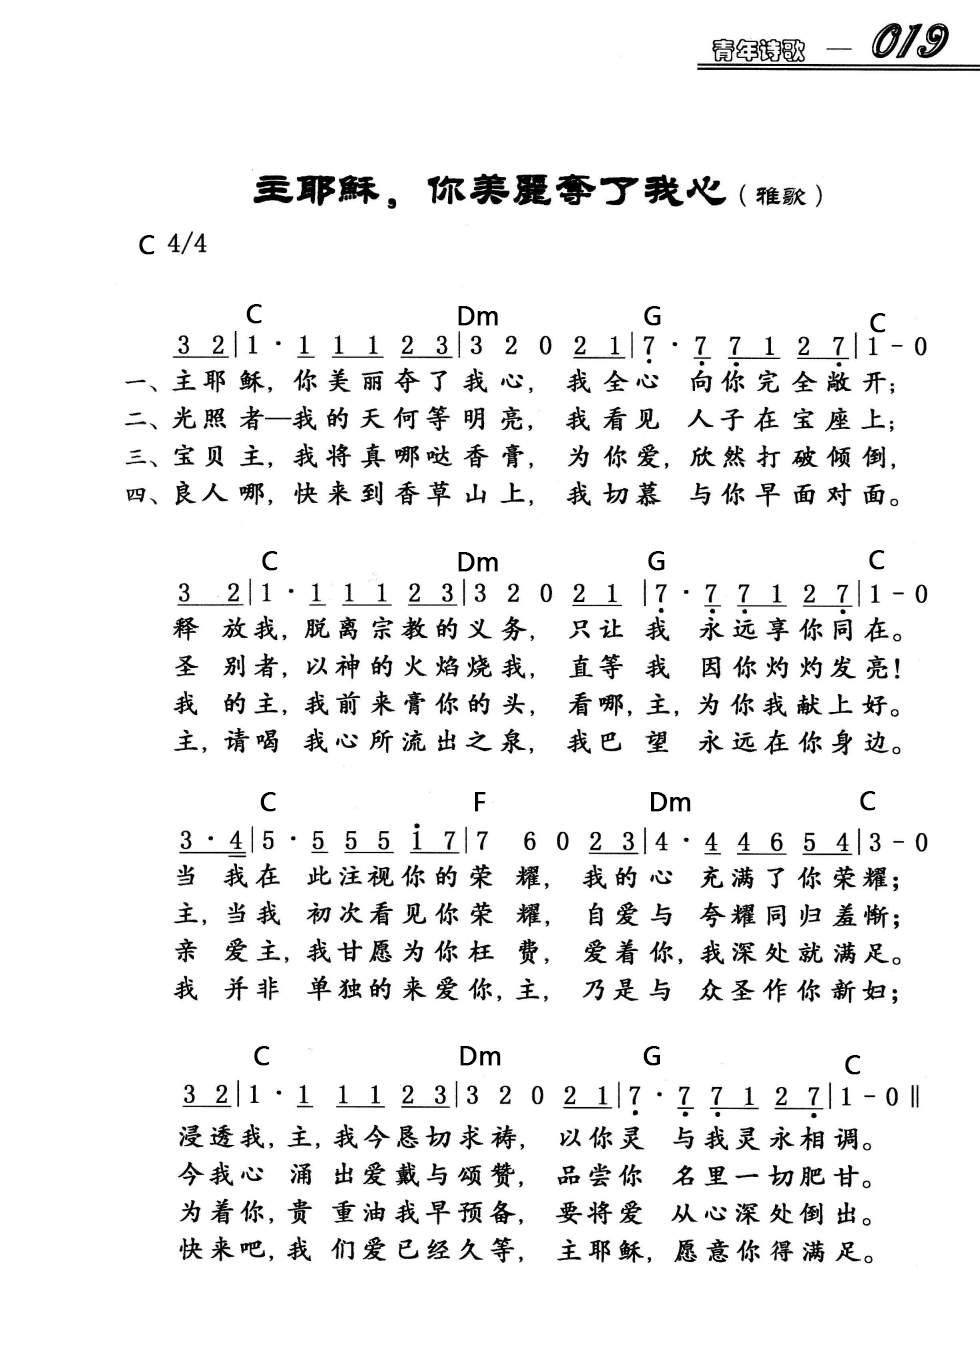 青年诗歌 — 019
主耶穌，你美麗奪了我心（雅歌）
C 4/4
C Dm G C
3 2|1 · 1 1 1 2 3|3 2 0 2 1|7̣ · 7̣ 7̣ 1 2 7̣|1 - 0
一、主耶稣，你美丽夺了我心，我全心向你完全敞开；
二、光照者—我的天何等明亮，我看见人子在宝座上；
三、宝贝主，我将真哪哒香膏，为你爱，欣然打破倾倒，
四、良人哪，快来到香草山上，我切慕与你早面对面。
C Dm G C
3 2|1 · 1 1 1 2 3|3 2 0 2 1|7̣ · 7̣ 7̣ 1 2 7̣|1 - 0
释放我，脱离宗教的义务，只让我永远享你同在。
圣别者，以神的火焰烧我，直等我因你灼灼发亮！
我的主，我前来膏你的头，看哪，主，为你我献上好。
主，请喝我心所流出之泉，我巴望永远在你身边。
C F Dm C
3 · 4|5 · 5 5 5 i 7|7 6 0 2 3|4 · 4 4 6 5 4|3 - 0
当我在此注视你的荣耀，我的心充满了你荣耀；
主，当我初次看见你荣耀，自爱与夸耀同归羞惭；
亲爱主，我甘愿为你枉费，爱着你，我深处就满足。
我并非单独的来爱你，主，乃是与众圣作你新妇；
C Dm G C
3 2|1 · 1 1 1 2 3|3 2 0 2 1|7̣ · 7̣ 7̣ 1 2 7̣|1 - 0‖
浸透我，主，我今恳切求祷，以你灵与我灵永相调。
今我心涌出爱戴与颂赞，品尝你名里一切肥甘。
为着你，贵重油我早预备，要将爱从心深处倒出。
快来吧，我们爱已经久等，主耶稣，愿意你得满足。